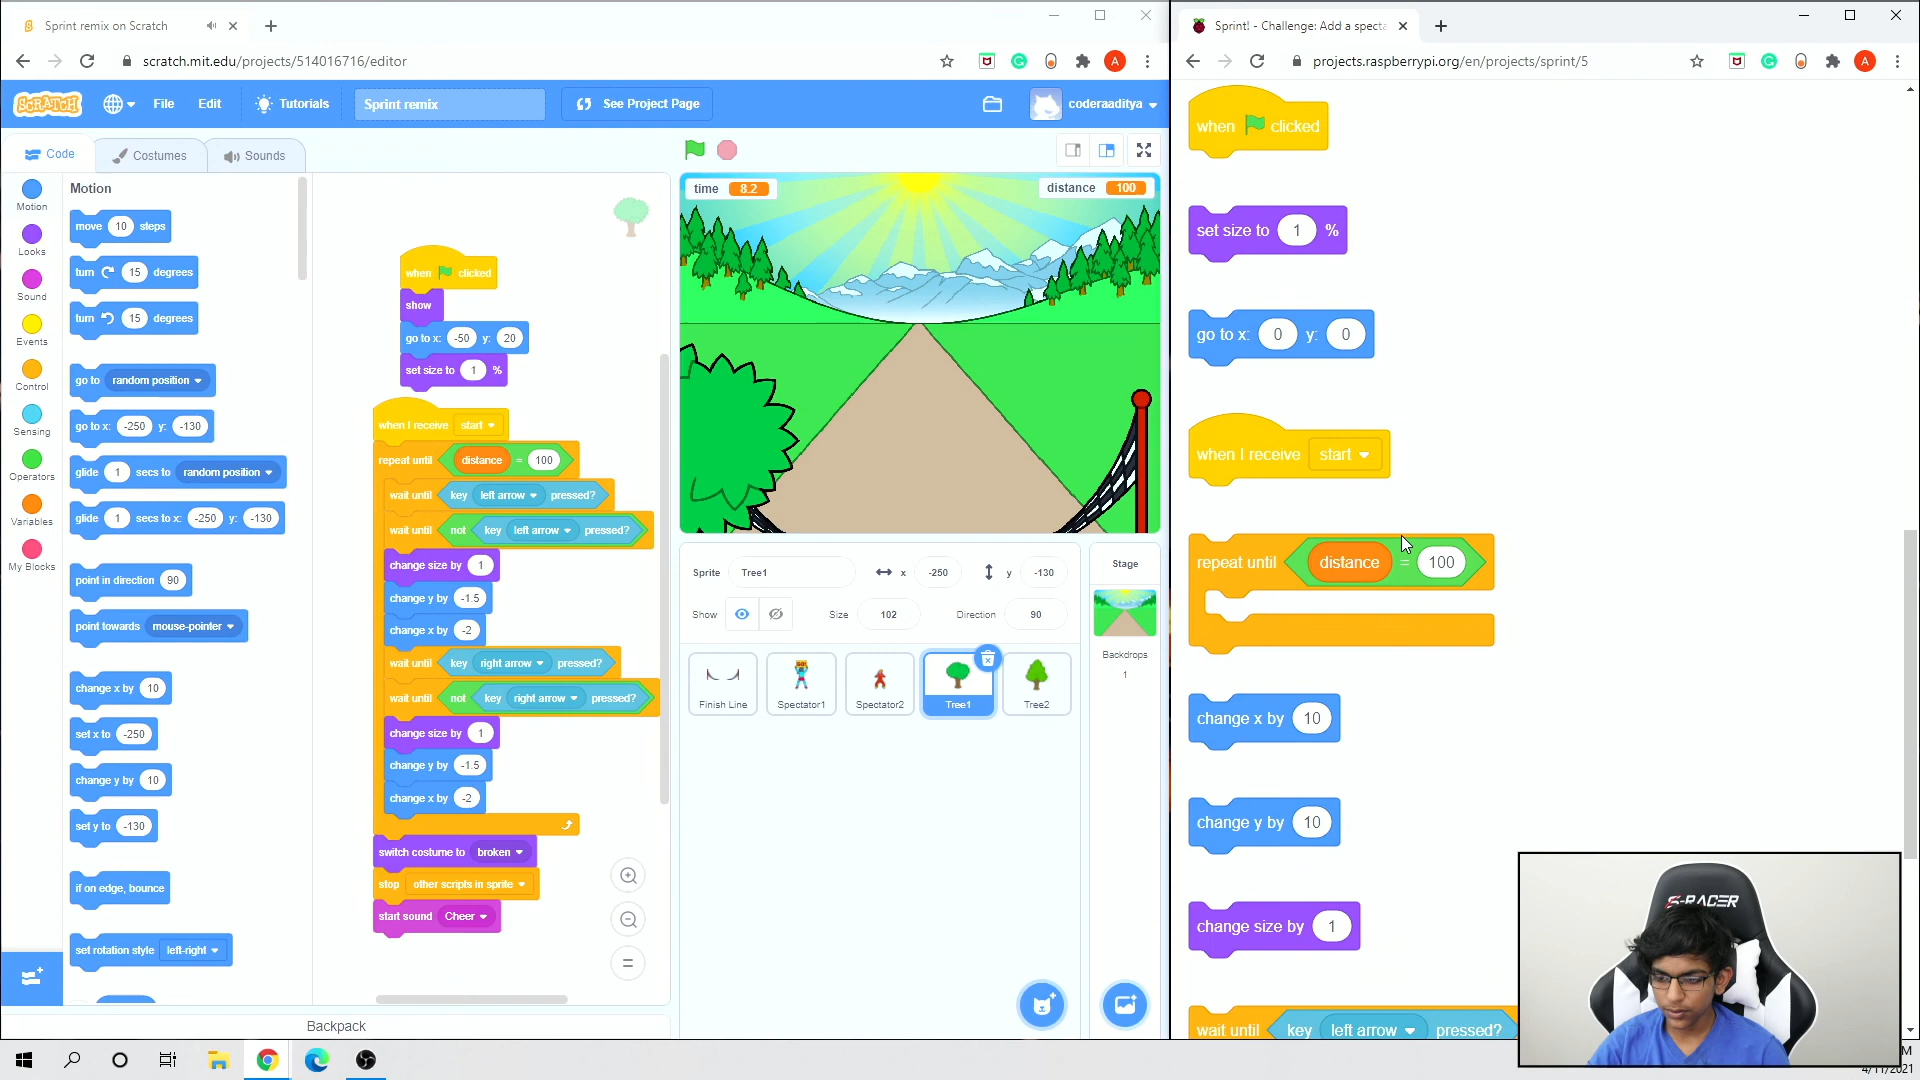 Sprint remix on Scratch
Sprint! - Challenge: Add a specta
scratch.mit.edu/projects/514016716/editor
A
projects.raspberrypi.org/en/projects/sprint/5
A
SCRATCH
File
Edit
Tutorials
Sprint remix
See Project Page
coderaaditya
Code
Costumes
Sounds
Motion
Looks
Sound
Events
Control
Sensing
Operators
Variables
My Blocks
Motion
move 10 steps
turn 15 degrees
turn 15 degrees
go to random position
go to x: -250 y: -130
glide 1 secs to random position
glide 1 secs to x: -250 y: -130
point in direction 90
point towards mouse-pointer
change x by 10
set x to -250
change y by 10
set y to -130
if on edge, bounce
set rotation style left-right
when clicked
show
go to x: -50 y: 20
set size to 1 %
when I receive start
repeat until distance = 100
wait until key left arrow pressed?
wait until not key left arrow pressed?
change size by 1
change y by -1.5
change x by -2
wait until key right arrow pressed?
wait until not key right arrow pressed?
change size by 1
change y by -1.5
change x by -2
switch costume to broken
stop other scripts in sprite
start sound Cheer
Backpack
time 8.2
distance 100
Sprite Tree1 x -250 y -130
Show Size 102 Direction 90
Finish Line
Spectator1
Spectator2
Tree1
Tree2
Stage
Backdrops
1
when clicked
set size to 1 %
go to x: 0 y: 0
when I receive start
repeat until distance = 100
change x by 10
change y by 10
change size by 1
wait until key left arrow pressed?
S-RACER
M
4/11/2021